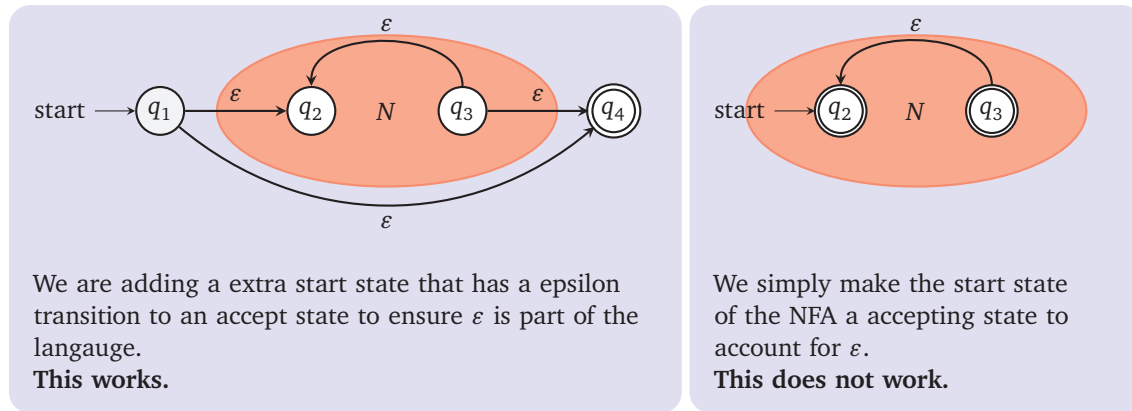 ε
start
q1
ε
q2
N
q3
ε
q4
ε
We are adding a extra start state that has a epsilon
transition to an accept state to ensure ε is part of the
langauge.
This works.
ε
start
q2
N
q3
We simply make the start state
of the NFA a accepting state to
account for ε.
This does not work.